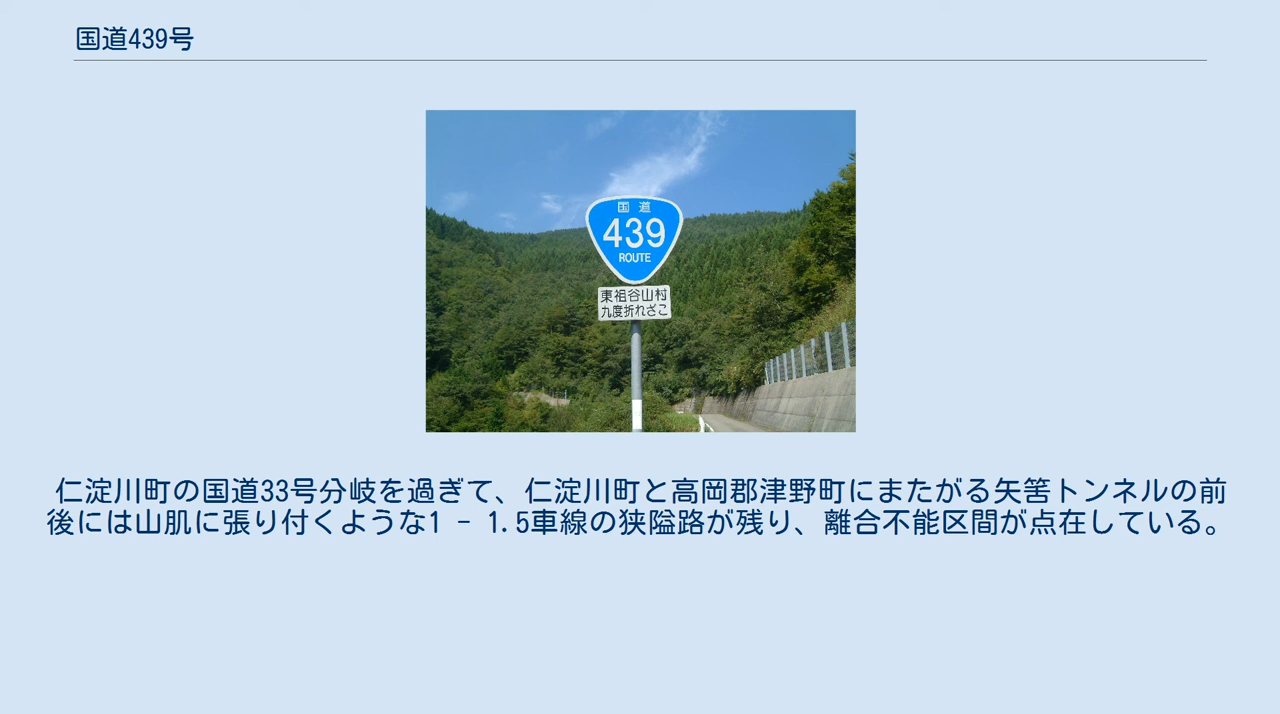 国道439号
国 道
439
ROUTE
東祖谷山村
九度折れざこ
仁淀川町の国道33号分岐を過ぎて、仁淀川町と高岡郡津野町にまたがる矢筈トンネルの前
後には山肌に張り付くような1 - 1.5車線の狭隘路が残り、離合不能区間が点在している。